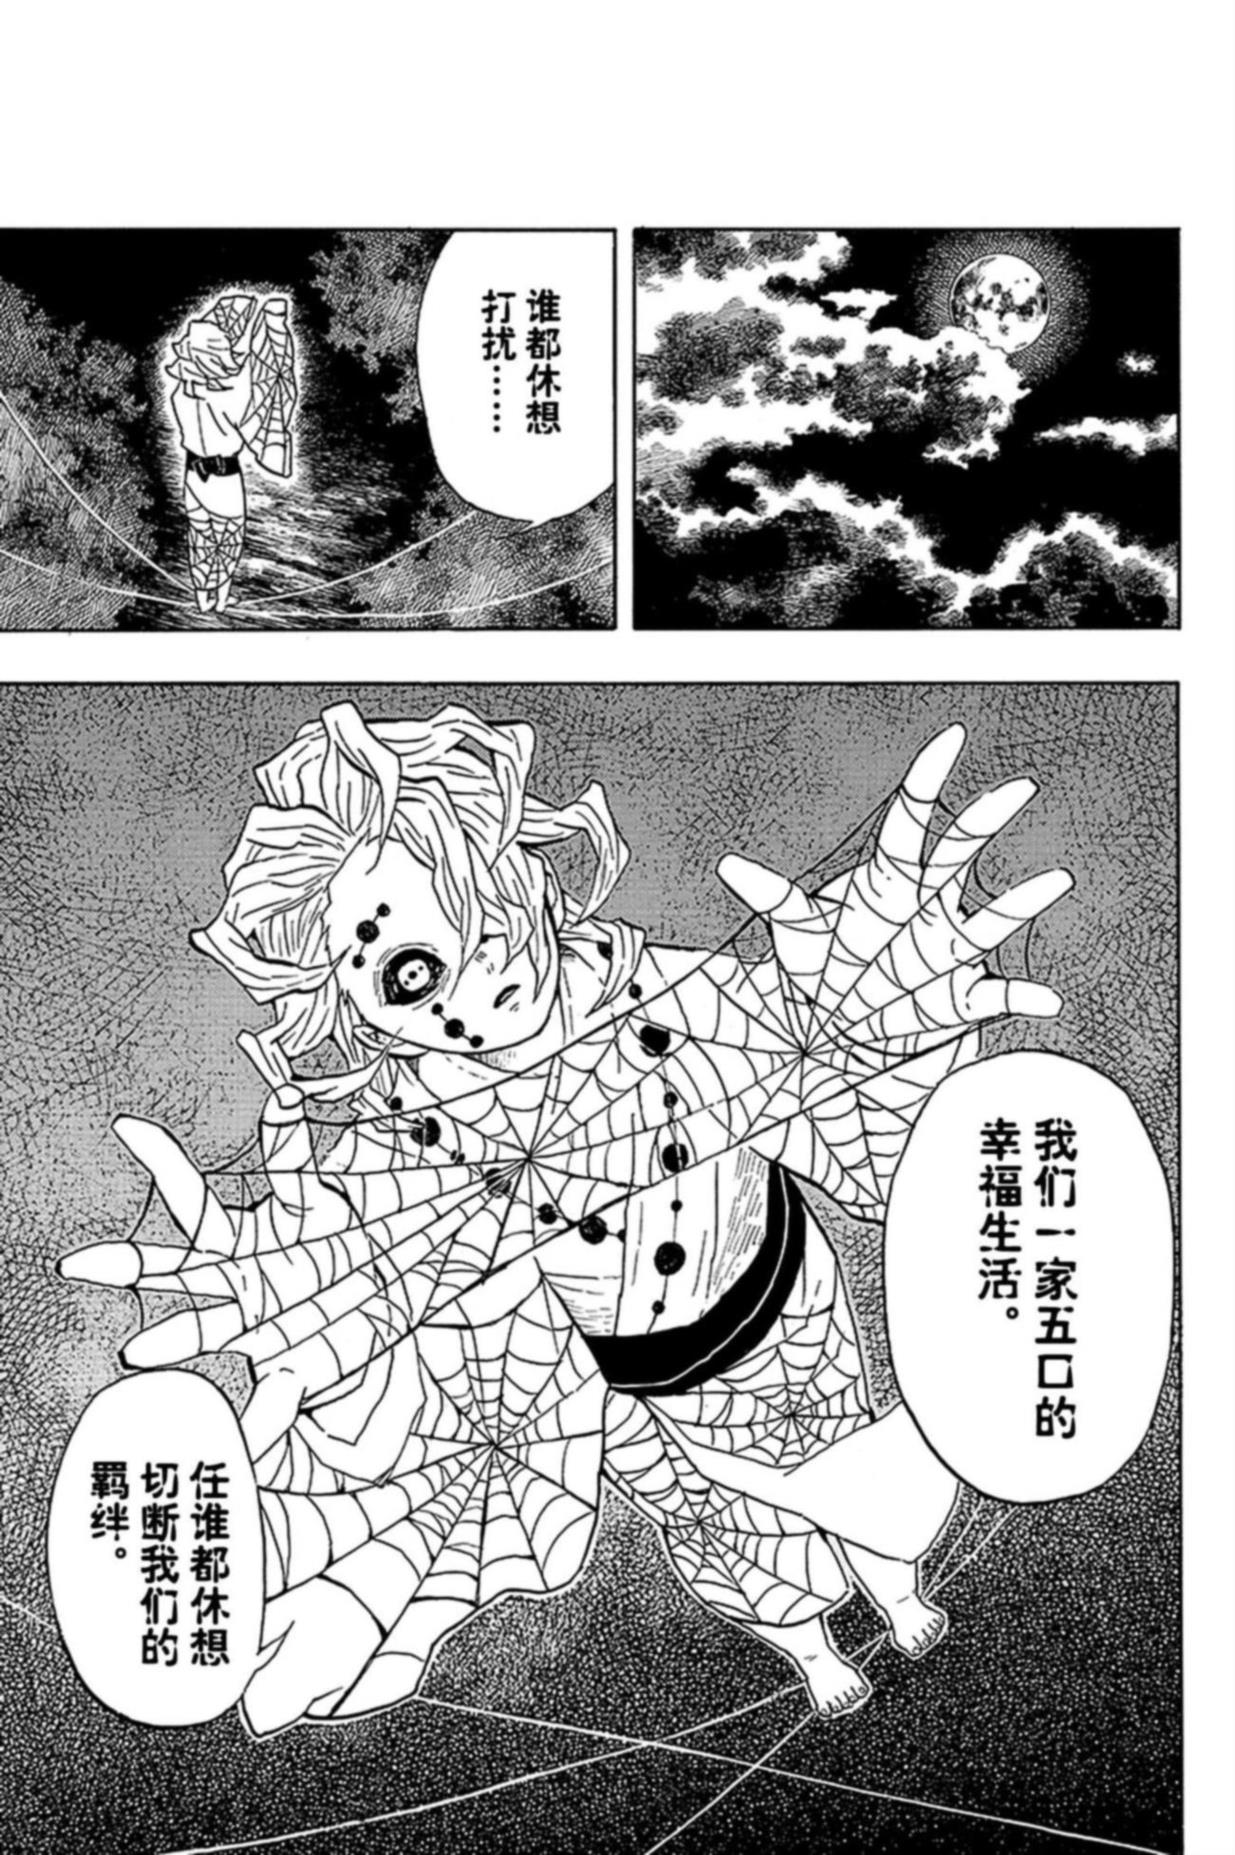 谁都休想
打扰……
我们一家五口的
幸福生活。
任谁都休想
切断我们的
羁绊。